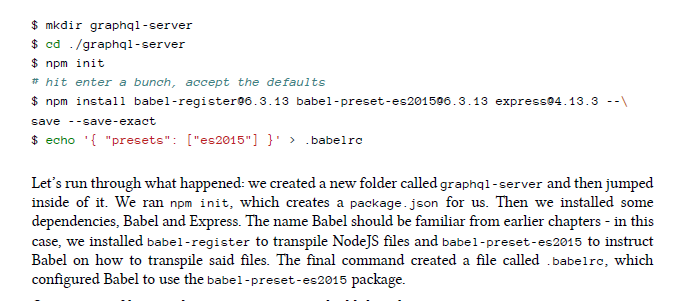 $ mkdir graphql-server
$ cd ./graphql-server
$ npm init
# hit enter a bunch, accept the defaults
$ npm install babel-register@6.3.13 babel-preset-es2015@6.3.13 express@4.13.3 --\
save --save-exact
$ echo '{ "presets": ["es2015"] }' > .babelrc
Let's run through what happened: we created a new folder called graphql-server and then jumped
inside of it. We ran npm init, which creates a package.json for us. Then we installed some
dependencies, Babel and Express. The name Babel should be familiar from earlier chapters - in this
case, we installed babel-register to transpile NodeJS files and babel-preset-es2015 to instruct
Babel on how to transpile said files. The final command created a file called .babelrc, which
configured Babel to use the babel-preset-es2015 package.